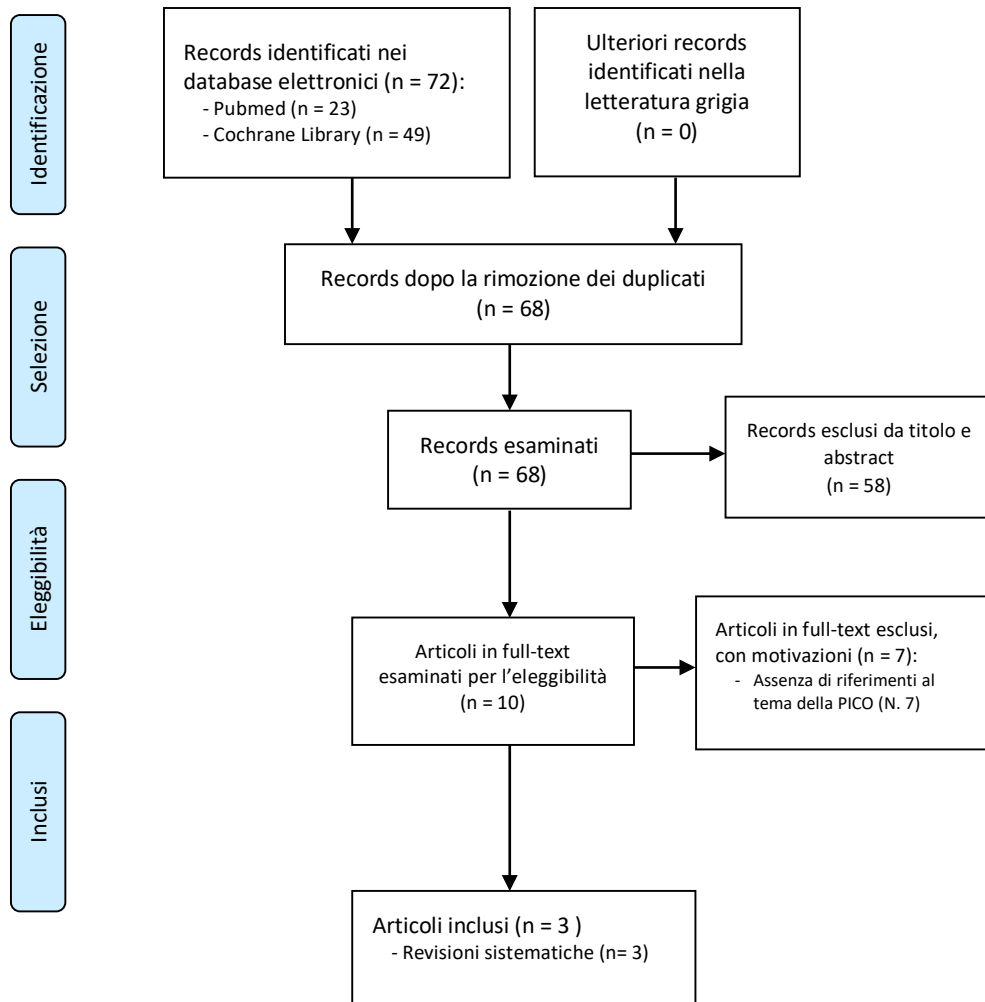 Identificazione
Records identificati nei
database elettronici (n = 72):
- Pubmed (n = 23)
- Cochrane Library (n = 49)
Ulteriori records
identificati nella
letteratura grigia
(n = 0)
Selezione
Records dopo la rimozione dei duplicati
(n = 68)
Records esaminati
(n = 68)
Records esclusi da titolo e
abstract
(n = 58)
Eleggibilità
Articoli in full-text
esaminati per l'eleggibilità
(n = 10)
Articoli in full-text esclusi,
con motivazioni (n = 7):
- Assenza di riferimenti al
tema della PICO (N. 7)
Inclusi
Articoli inclusi (n = 3 )
- Revisioni sistematiche (n= 3)